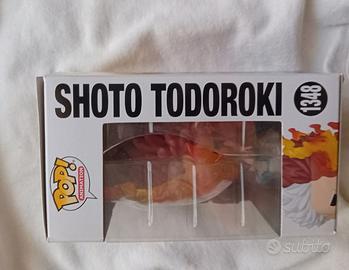 SHOTO TODOROKI
1348
POP!
ANIMATION
subito